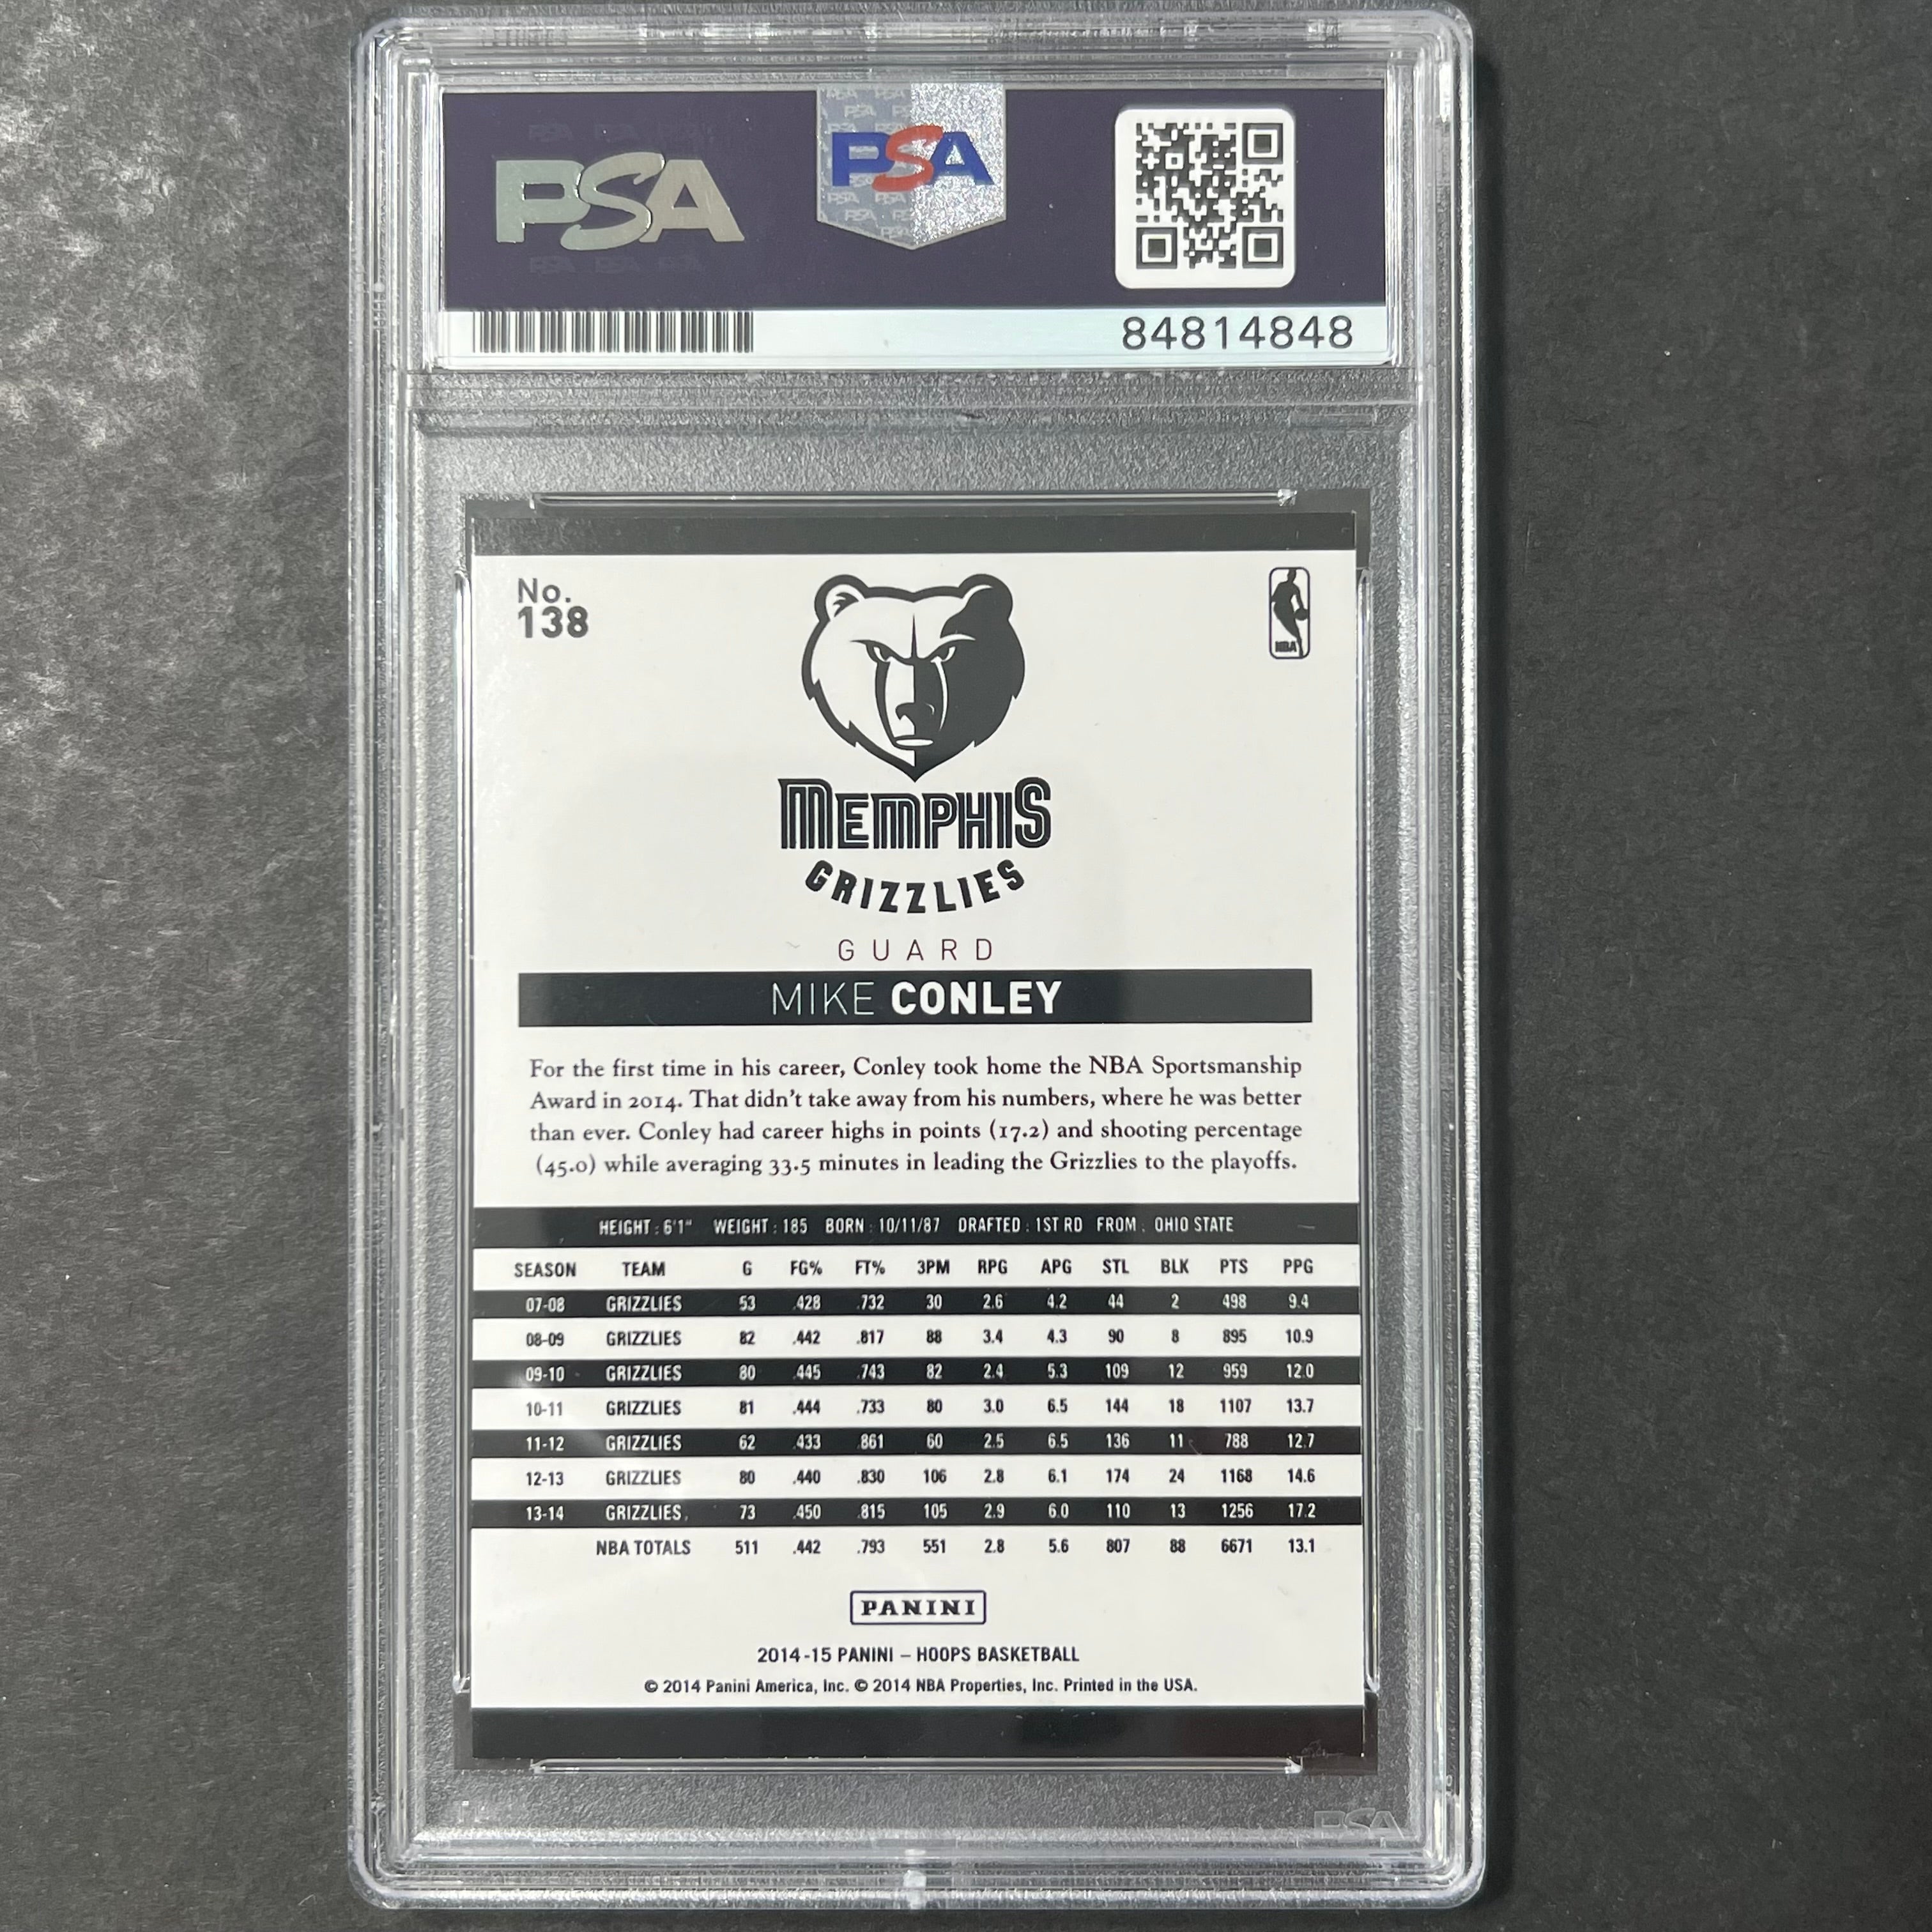 PSA
PSA
84814848
No.
138
NBA
MEMPHIS
GRIZZLIES
GUARD
MIKE CONLEY
For the first time in his career, Conley took home the NBA Sportsmanship
Award in 2014. That didn't take away from his numbers, where he was better
than ever. Conley had career highs in points (17.2) and shooting percentage
(45.0) while averaging 33.5 minutes in leading the Grizzlies to the playoffs.
HEIGHT : 6'1" WEIGHT : 185 BORN : 10/11/87 DRAFTED : 1ST RD FROM : OHIO STATE
SEASON TEAM G FG% FT% 3PM RPG APG STL BLK PTS PPG
07-08 GRIZZLIES 53 .428 .732 30 2.6 4.2 44 2 498 9.4
08-09 GRIZZLIES 82 .442 .817 88 3.4 4.3 90 8 895 10.9
09-10 GRIZZLIES 80 .445 .743 82 2.4 5.3 109 12 959 12.0
10-11 GRIZZLIES 81 .444 .733 80 3.0 6.5 144 18 1107 13.7
11-12 GRIZZLIES 62 .433 .861 60 2.5 6.5 136 11 788 12.7
12-13 GRIZZLIES 80 .440 .830 106 2.8 6.1 174 24 1168 14.6
13-14 GRIZZLIES 73 .450 .815 105 2.9 6.0 110 13 1256 17.2
NBA TOTALS 511 .442 .793 551 2.8 5.6 807 88 6671 13.1
PANINI
2014-15 PANINI – HOOPS BASKETBALL
© 2014 Panini America, Inc. © 2014 NBA Properties, Inc. Printed in the USA.
PSA